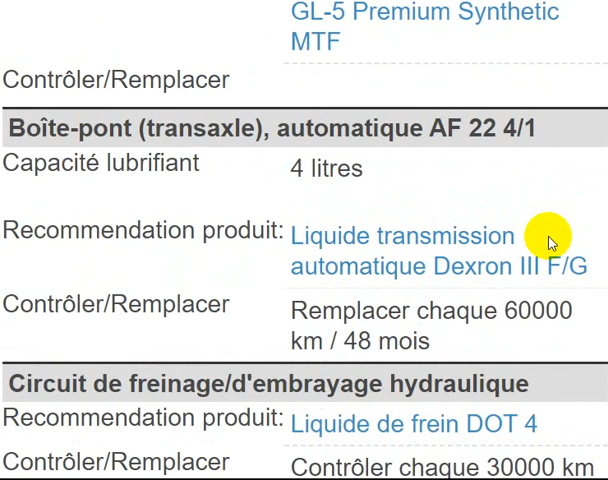 GL-5 Premium Synthetic
MTF
Contrôler/Remplacer
Boîte-pont (transaxle), automatique AF 22 4/1
Capacité lubrifiant 4 litres
Recommendation produit: Liquide transmission
automatique Dexron III F/G
Contrôler/Remplacer Remplacer chaque 60000
km / 48 mois
Circuit de freinage/d'embrayage hydraulique
Recommendation produit: Liquide de frein DOT 4
Contrôler/Remplacer Contrôler chaque 30000 km